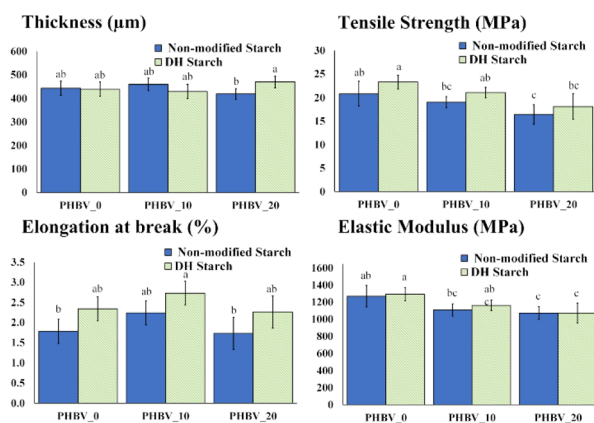 Thickness (µm)
Non-modified Starch
DH Starch
600
500
400
300
200
100
0
ab
ab
ab
ab
b
a
PHBV_0
PHBV_10
PHBV_20
Tensile Strength (MPa)
Non-modified Starch
DH Starch
30
25
20
15
10
5
0
ab
a
bc
ab
c
bc
PHBV_0
PHBV_10
PHBV_20
Elongation at break (%)
Non-modified Starch
DH Starch
3.5
3.0
2.5
2.0
1.5
1.0
0.5
0.0
b
ab
ab
a
b
ab
PHBV_0
PHBV_10
PHBV_20
Elastic Modulus (MPa)
Non-modified Starch
DH Starch
1600
1400
1200
1000
800
600
400
200
0
ab
a
bc
ab
c
c
c
PHBV_0
PHBV_10
PHBV_20